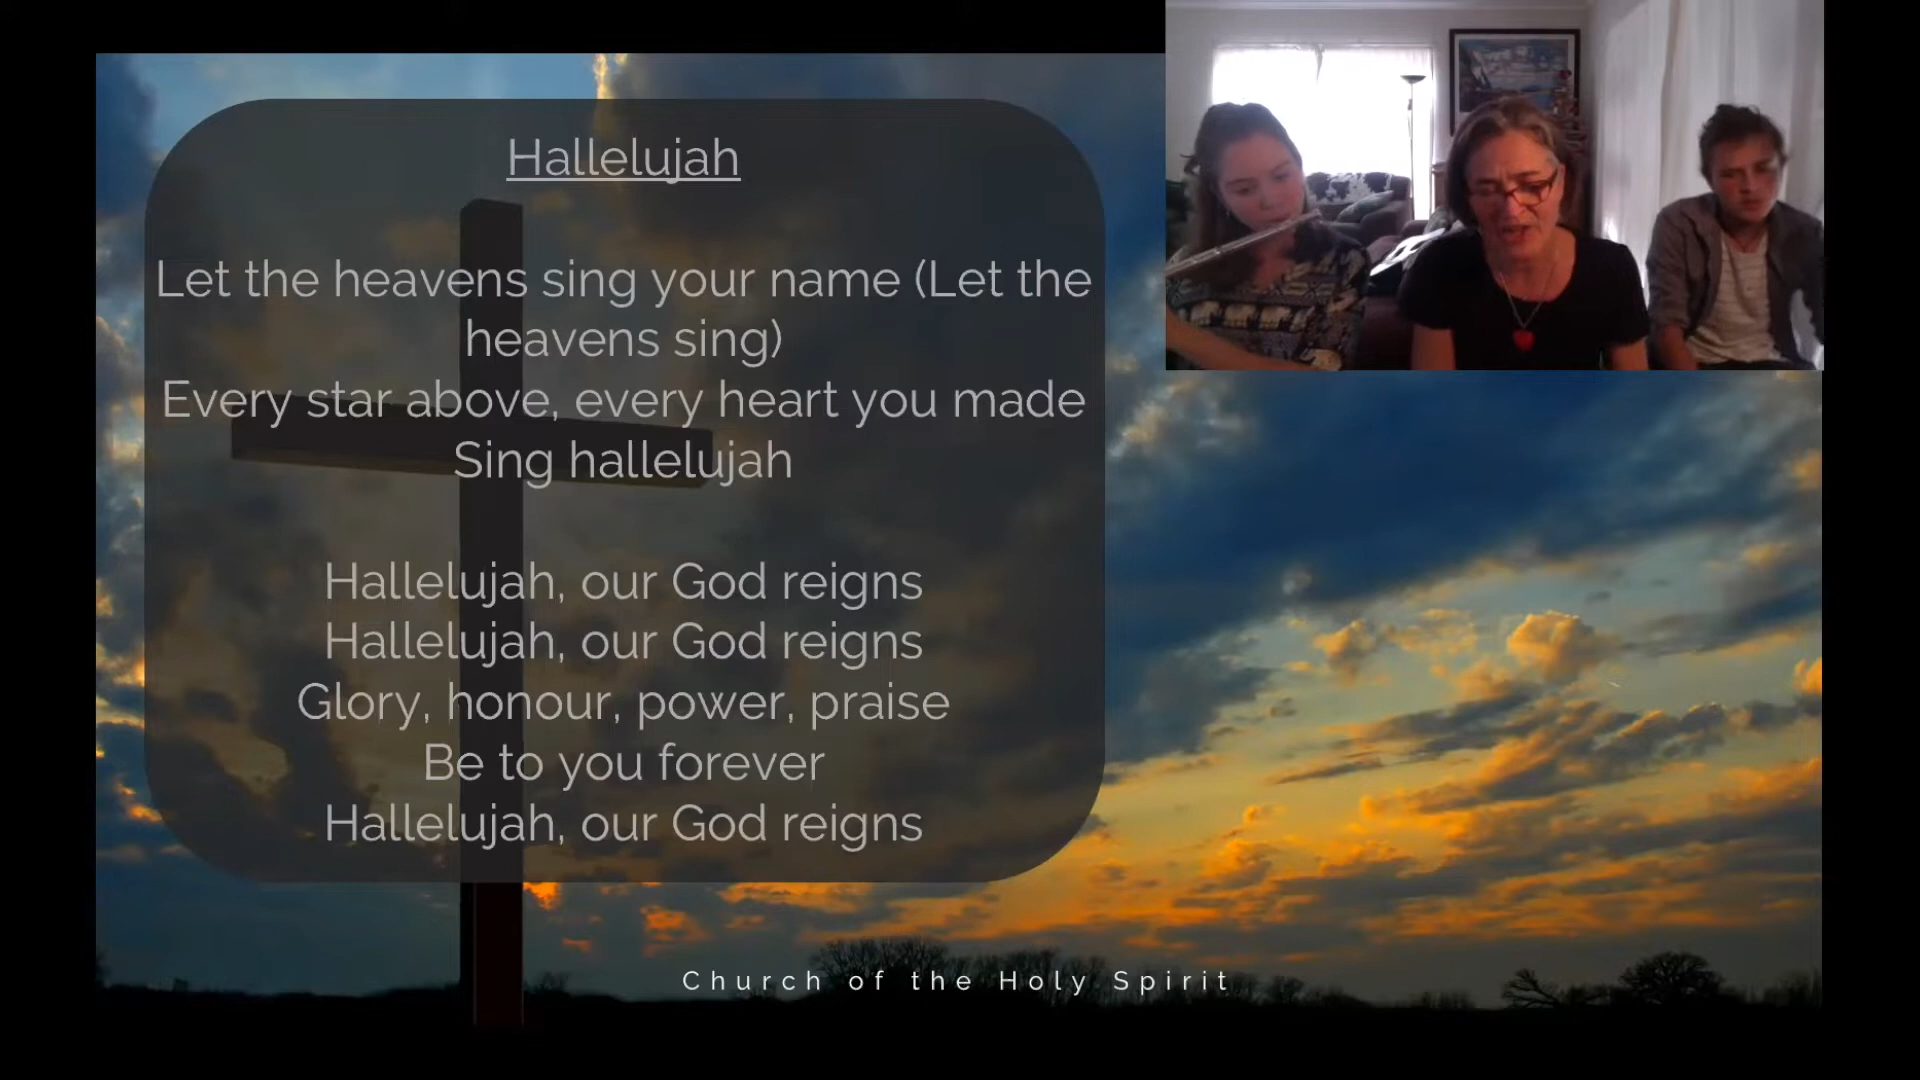 Hallelujah
Let the heavens sing your name (Let the
heavens sing)
Every star above, every heart you made
Sing hallelujah
Hallelujah, our God reigns
Hallelujah, our God reigns
Glory, honour, power, praise
Be to you forever
Hallelujah, our God reigns
Church of the Holy Spirit